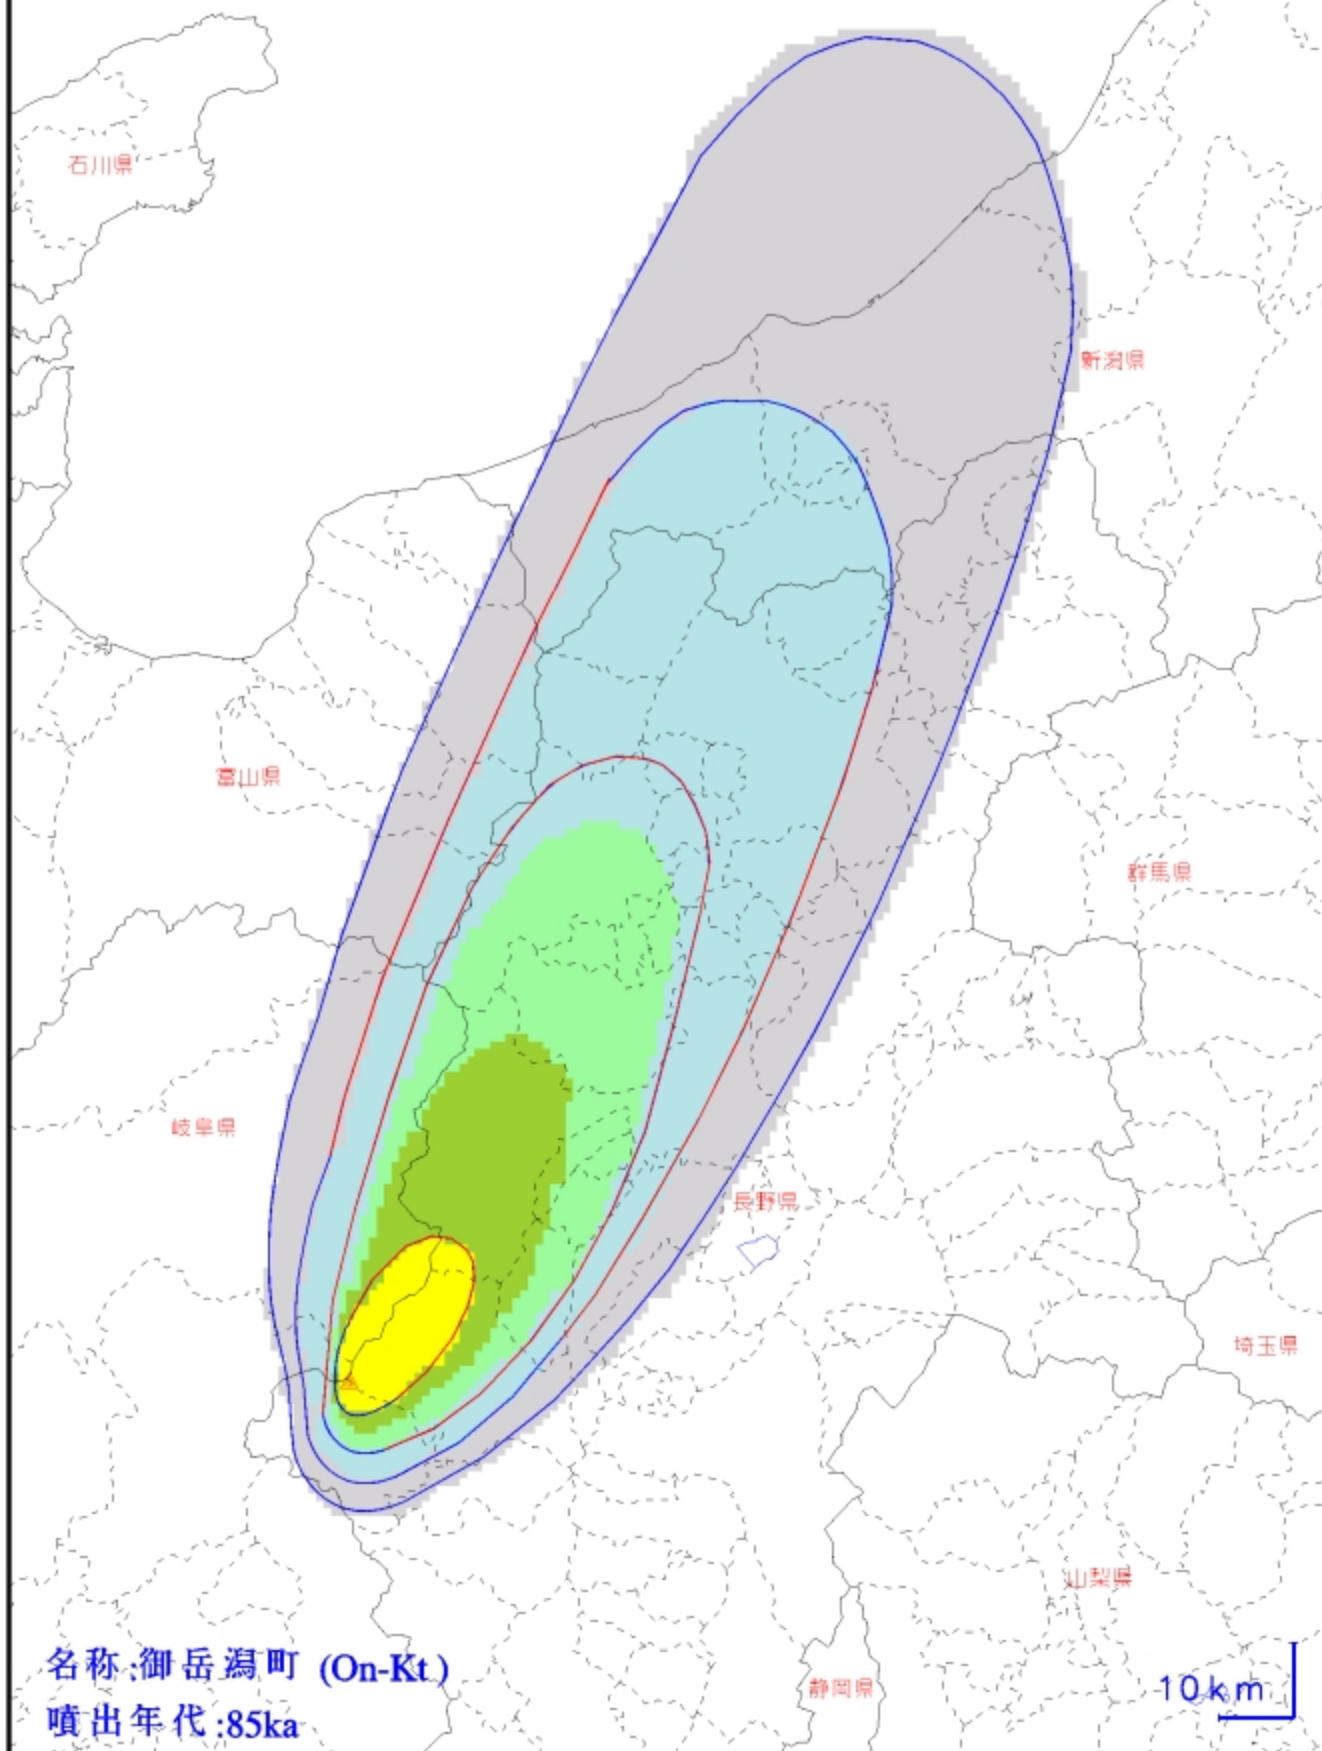 石川県
新潟県
富山県
群馬県
岐阜県
長野県
埼玉県
山梨県
静岡県
10km
名称:御岳潟町 (On-Kt)
噴出年代:85ka